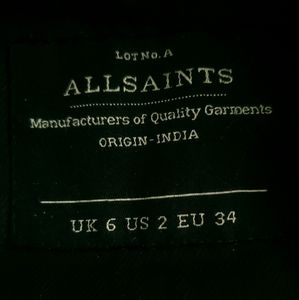 LOT NO. A
ALLSAINTS
Manufacturers of Quality Garments
ORIGIN-INDIA
UK 6 US 2 EU 34